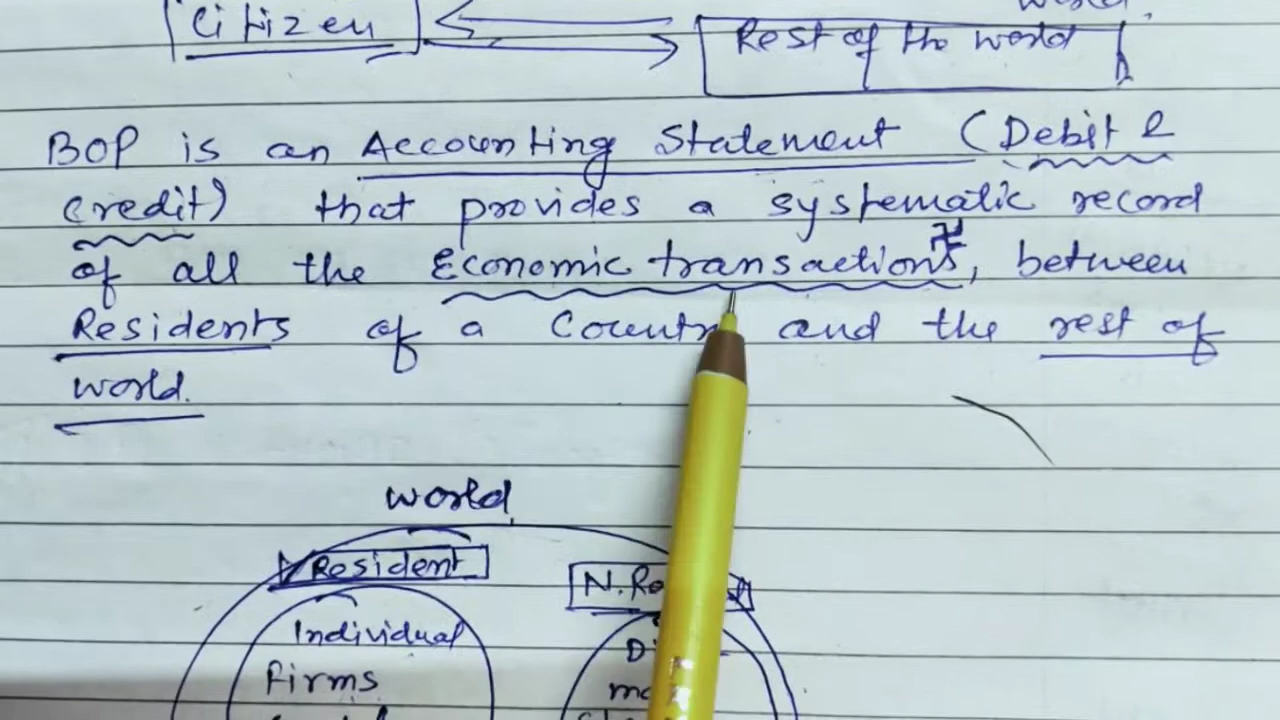 Citizen
Rest of the world
BOP is an Accounting Statement (Debit &
Credit) that provides a systematic record
of all the Economic transactions, between
Residents of a and the rest of
world.
world
Resident
Individual
Firms